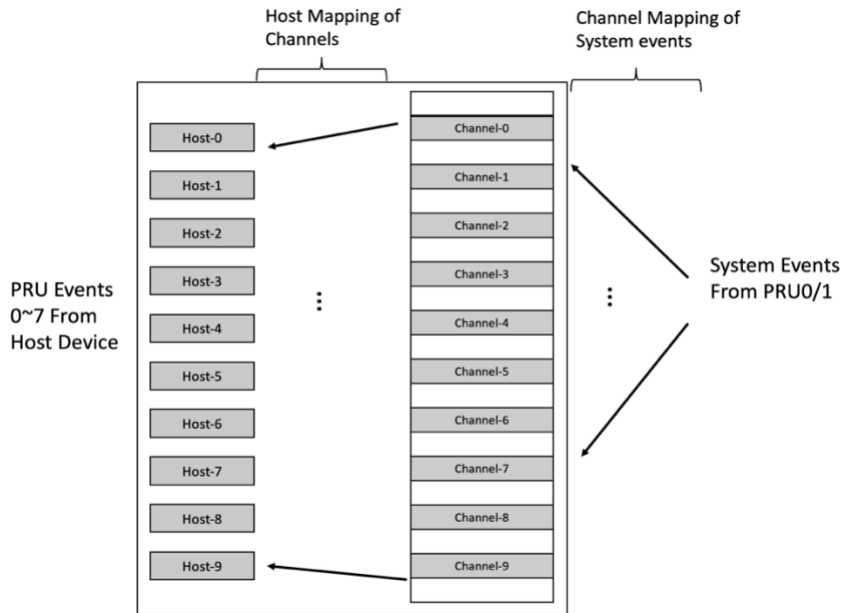 Host Mapping of
Channels
Channel Mapping of
System events
Host-0
Host-1
Host-2
Host-3
Host-4
Host-5
Host-6
Host-7
Host-8
Host-9
Channel-0
Channel-1
Channel-2
Channel-3
Channel-4
Channel-5
Channel-6
Channel-7
Channel-8
Channel-9
PRU Events
0~7 From
Host Device
System Events
From PRU0/1